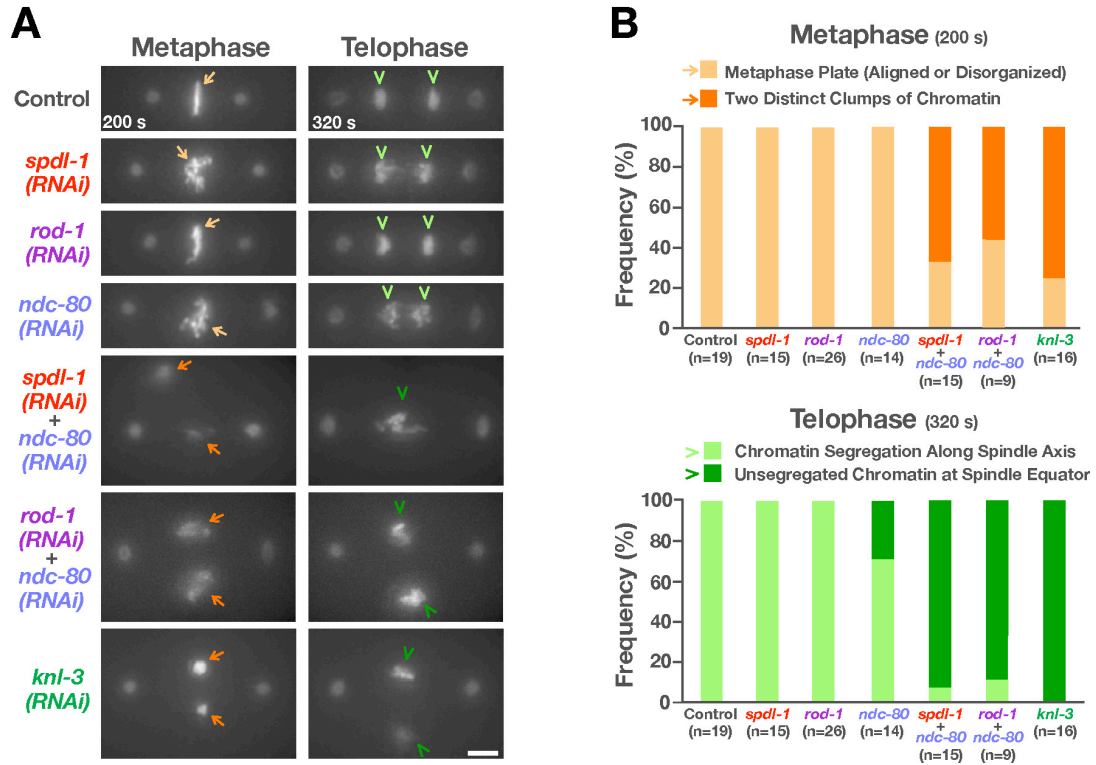 A
Metaphase
Telophase
Control
200 s
320 s
spdl-1
(RNAi)
rod-1
(RNAi)
ndc-80
(RNAi)
spdl-1
(RNAi)
+
ndc-80
(RNAi)
rod-1
(RNAi)
+
ndc-80
(RNAi)
knl-3
(RNAi)
B
Metaphase (200 s)
Metaphase Plate (Aligned or Disorganized)
Two Distinct Clumps of Chromatin
Frequency (%)
100
80
60
40
20
0
Control spdl-1 rod-1 ndc-80 spdl-1 rod-1 knl-3
(n=19) (n=15) (n=26) (n=14) + + (n=16)
ndc-80 ndc-80
(n=15) (n=9)
Telophase (320 s)
Chromatin Segregation Along Spindle Axis
Unsegregated Chromatin at Spindle Equator
Frequency (%)
100
80
60
40
20
0
Control spdl-1 rod-1 ndc-80 spdl-1 rod-1 knl-3
(n=19) (n=15) (n=26) (n=14) + + (n=16)
ndc-80 ndc-80
(n=15) (n=9)